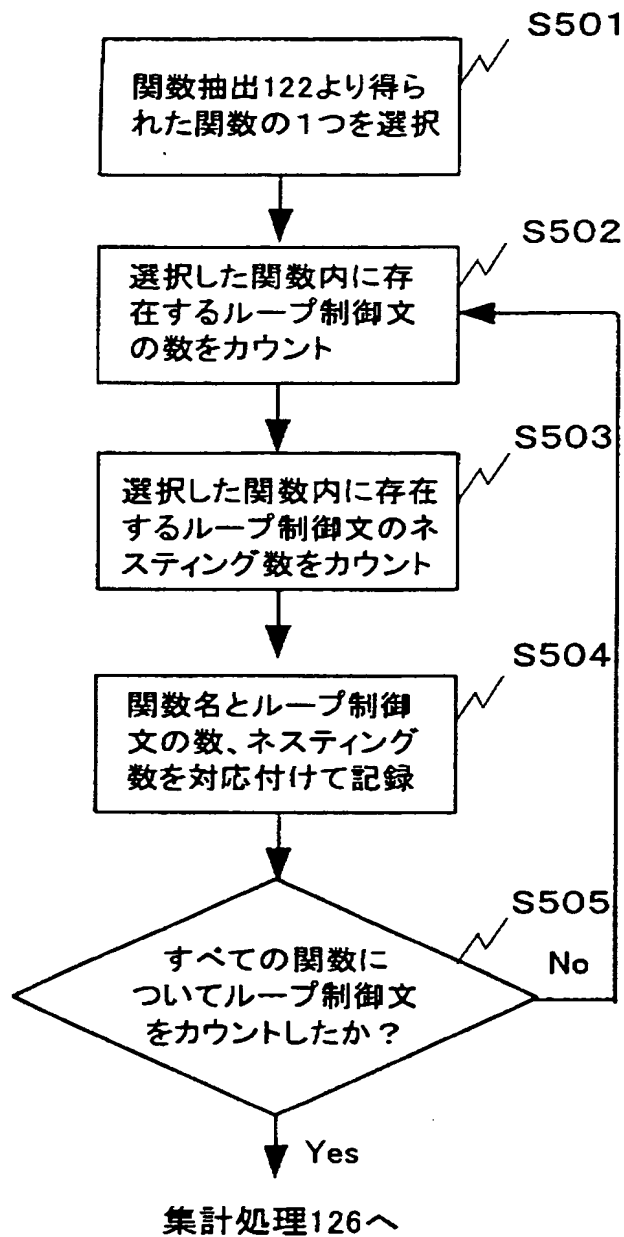 S501
関数抽出122より得ら
れた関数の1つを選択
S502
選択した関数内に存
在するループ制御文
の数をカウント
S503
選択した関数内に存在
するループ制御文のネ
スティング数をカウント
S504
関数名とループ制御
文の数、ネスティング
数を対応付けて記録
S505
すべての関数に
ついてループ制御文
をカウントしたか？
No
Yes
集計処理126へ